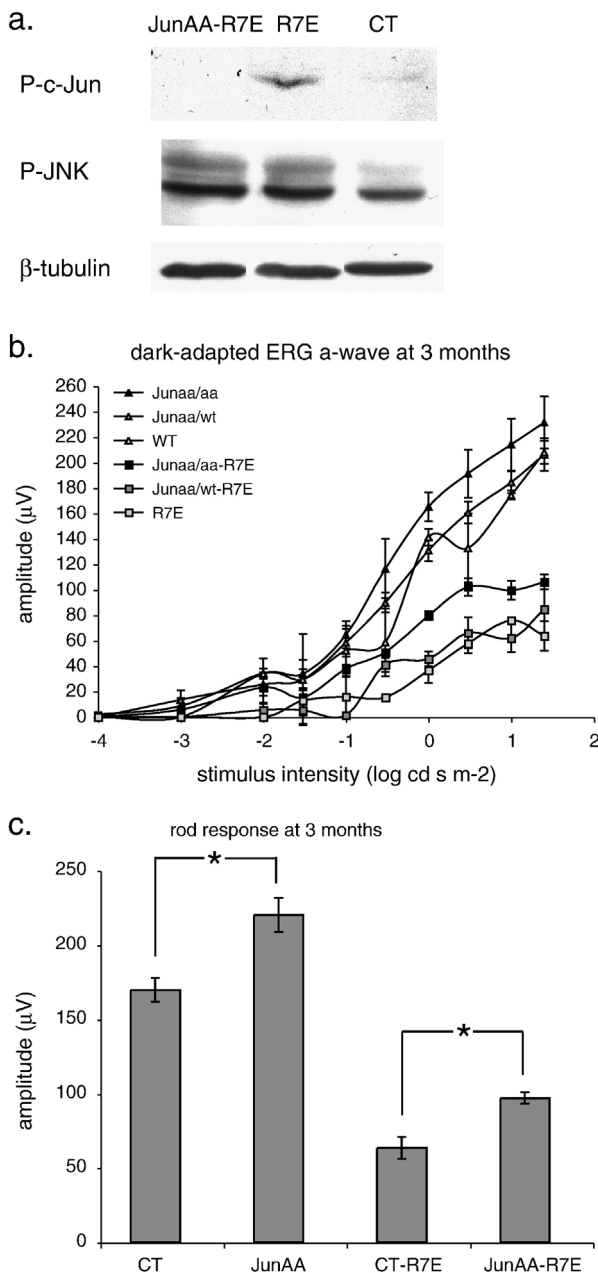 a.
JunAA-R7E R7E CT
P-c-Jun
P-JNK
β-tubulin
b.
dark-adapted ERG a-wave at 3 months
260
240
220
200
180
160
140
120
100
80
60
40
20
0
amplitude (μV)
Junaa/aa
Junaa/wt
WT
Junaa/aa-R7E
Junaa/wt-R7E
R7E
-4 -3 -2 -1 0 1 2
stimulus intensity (log cd s m-2)
c.
rod response at 3 months
* *
250
200
150
100
50
0
amplitude (μV)
CT JunAA CT-R7E JunAA-R7E